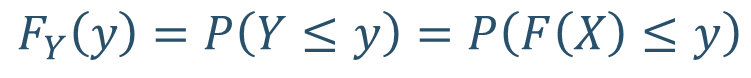 F_Y(y) = P(Y ≤ y) = P(F(X) ≤ y)